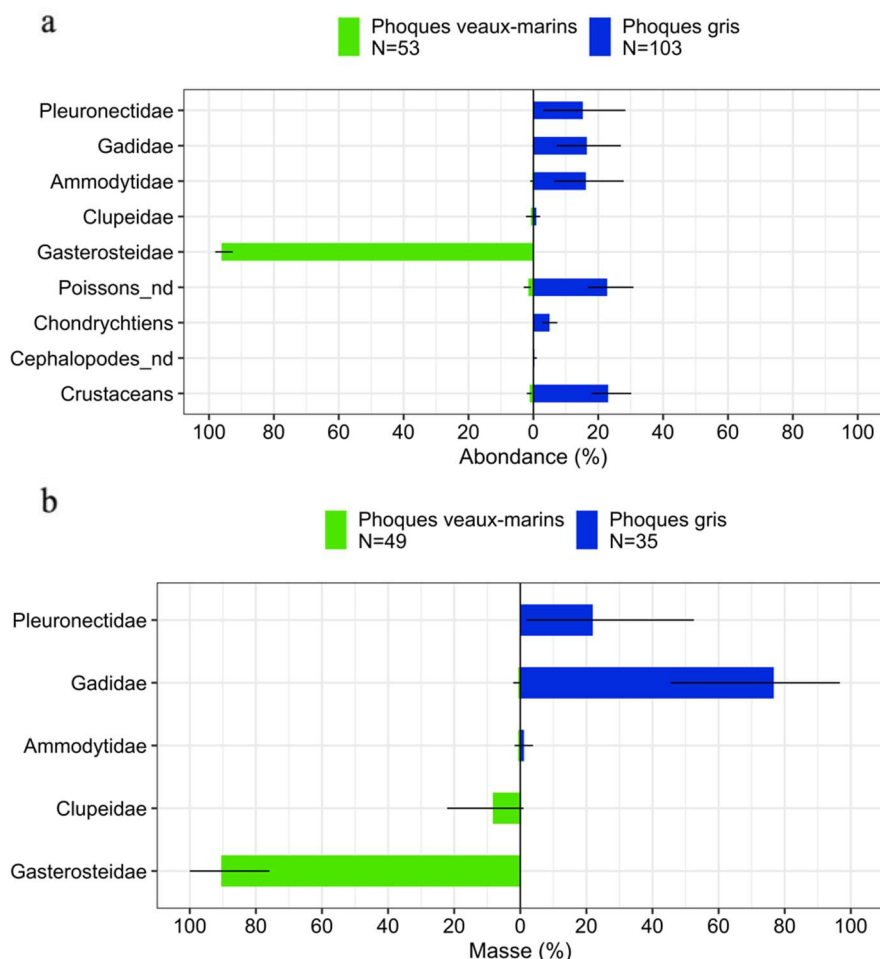 a
Phoques veaux-marins
N=53
Phoques gris
N=103
Pleuronectidae
Gadidae
Ammodytidae
Clupeidae
Gasterosteidae
Poissons_nd
Chondrychtiens
Cephalopodes_nd
Crustaceans
100 80 60 40 20 0 20 40 60 80 100
Abondance (%)
b
Phoques veaux-marins
N=49
Phoques gris
N=35
Pleuronectidae
Gadidae
Ammodytidae
Clupeidae
Gasterosteidae
100 80 60 40 20 0 20 40 60 80 100
Masse (%)